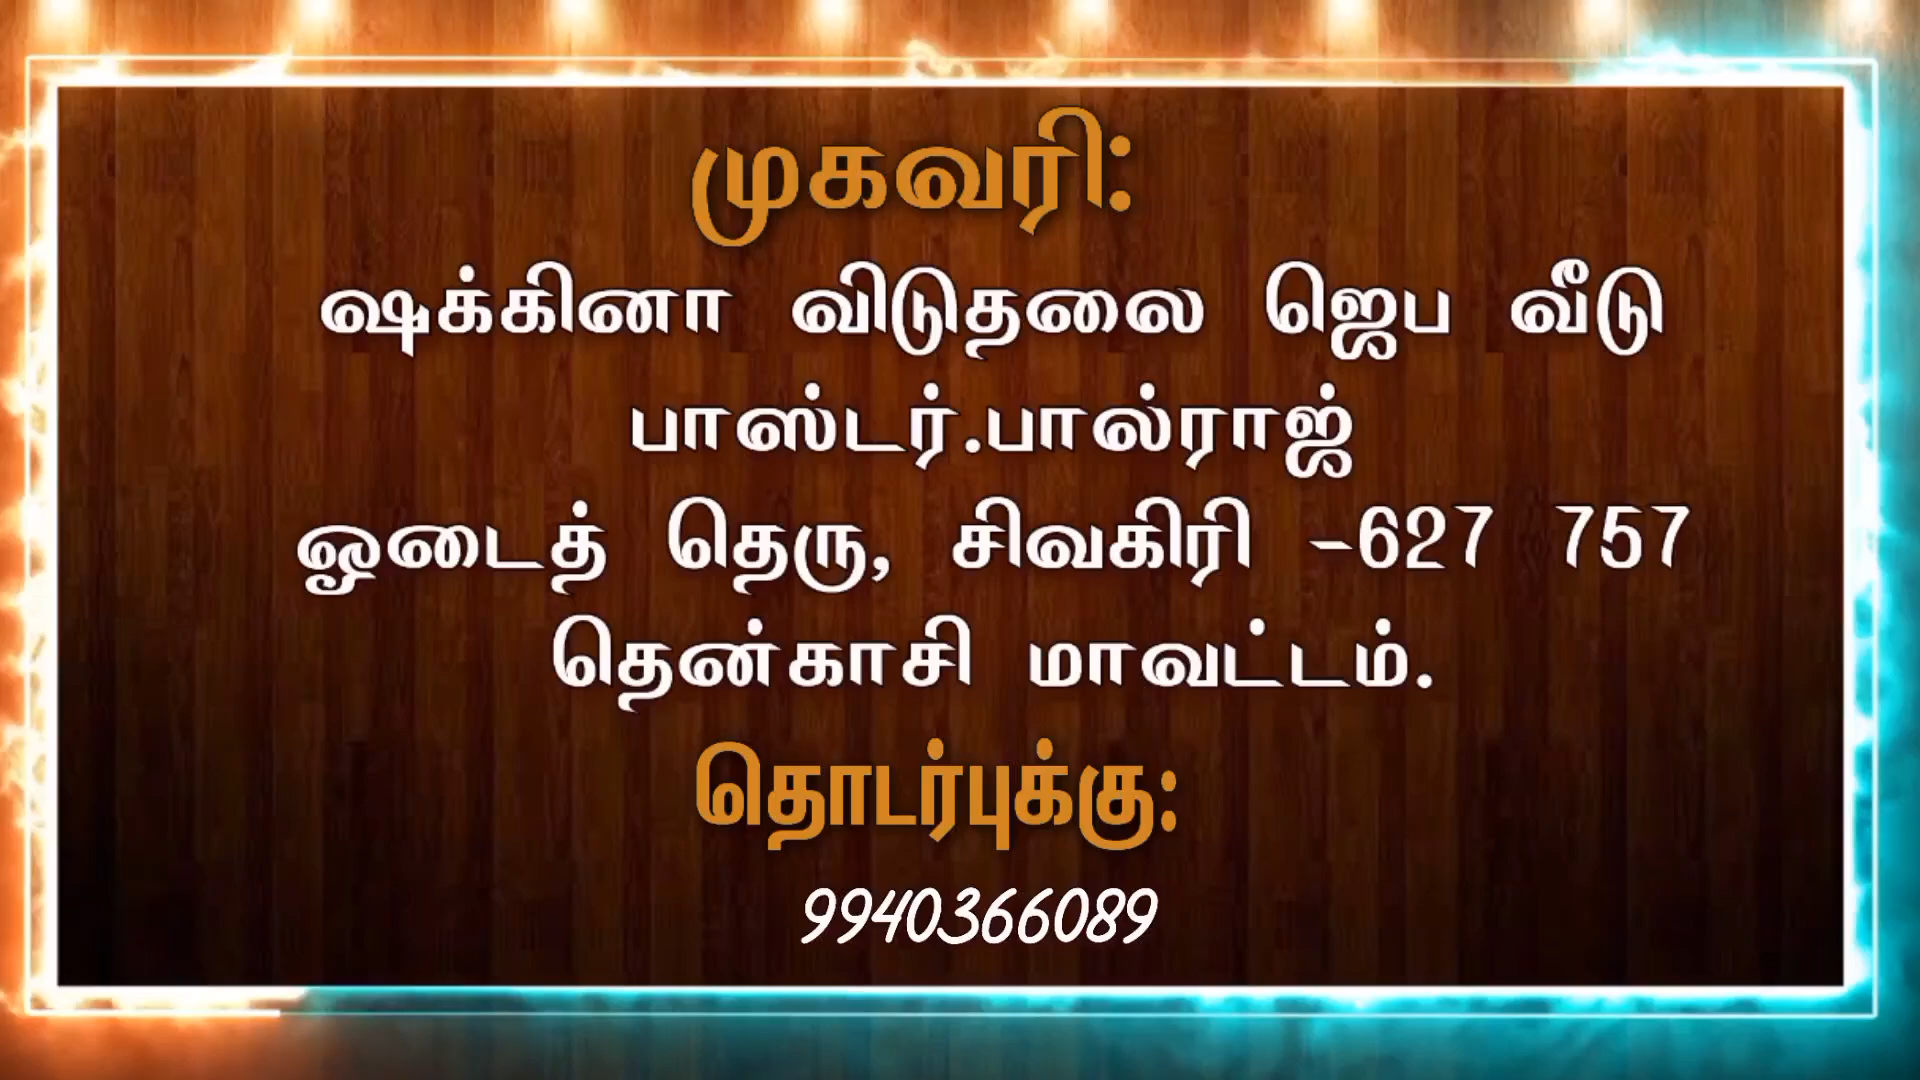 முகவரி:
ஷக்கினா விடுதலை ஜெப வீடு
பாஸ்டர்.பால்ராஜ்
ஓடைத் தெரு, சிவகிரி -627 757
தென்காசி மாவட்டம்.
தொடர்புக்கு:
9940366089